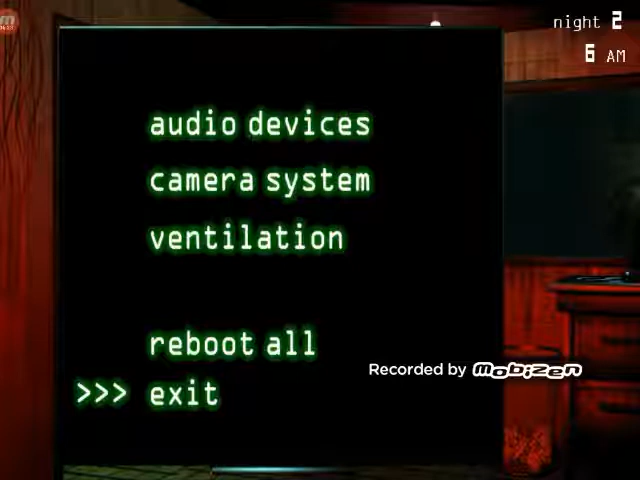 night 2
6 AM
audio devices
camera system
ventilation
reboot all
>>> exit
Recorded by mobizen